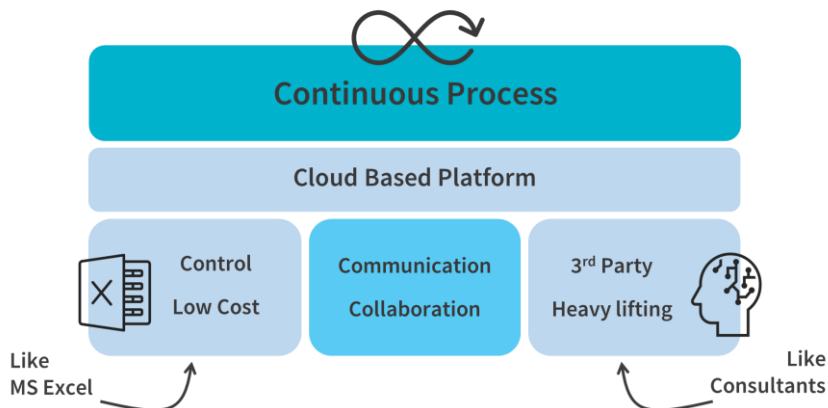 Continuous Process
Cloud Based Platform
Control
Low Cost
Communication
Collaboration
3rd Party
Heavy lifting
X
Like
MS Excel
Like
Consultants